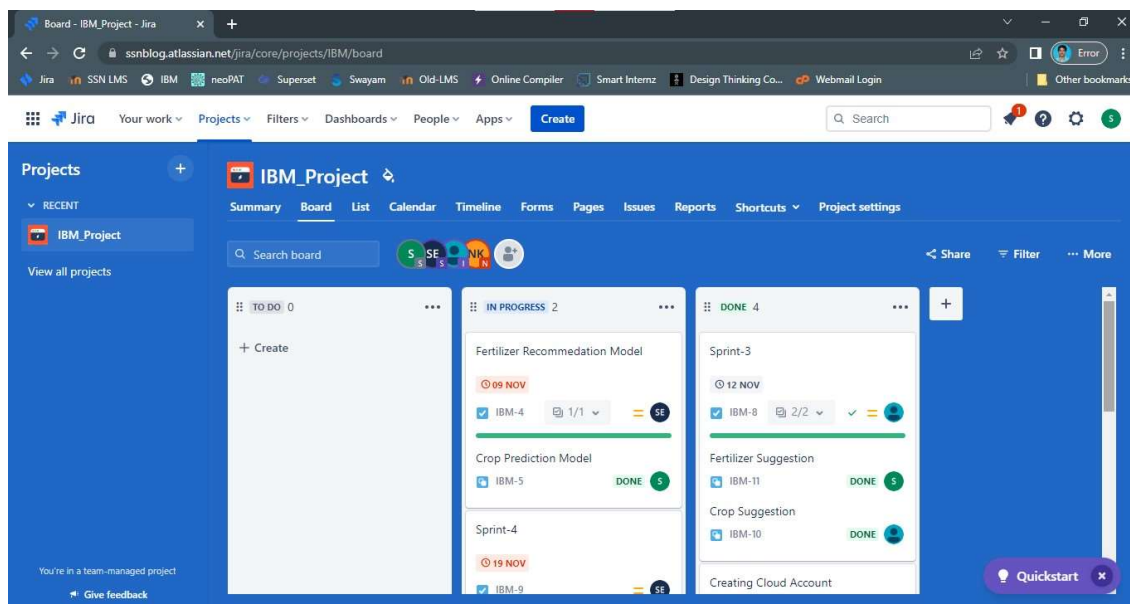 Board - IBM_Project - Jira
ssnblog.atlassian.net/jira/core/projects/IBM/board
Error
Jira SSN LMS IBM neoPAT Superset Swayam Old-LMS Online Compiler Smart Internz Design Thinking Co... Webmail Login Other bookmarks
Jira Your work Projects Filters Dashboards People Apps Create Search 1 S
Projects
RECENT
IBM_Project
View all projects
You're in a team-managed project
Give feedback
IBM_Project
Summary Board List Calendar Timeline Forms Pages Issues Reports Shortcuts Project settings
Search board S S SE S I NK N Share Filter More
TO DO 0
+ Create
IN PROGRESS 2
Fertilizer Recommedation Model
09 NOV
IBM-4 1/1 SE
Crop Prediction Model
IBM-5 DONE S
Sprint-4
19 NOV
IBM-9 SE
DONE 4
Sprint-3
12 NOV
IBM-8 2/2
Fertilizer Suggestion
IBM-11 DONE S
Crop Suggestion
IBM-10 DONE
Creating Cloud Account
Quickstart